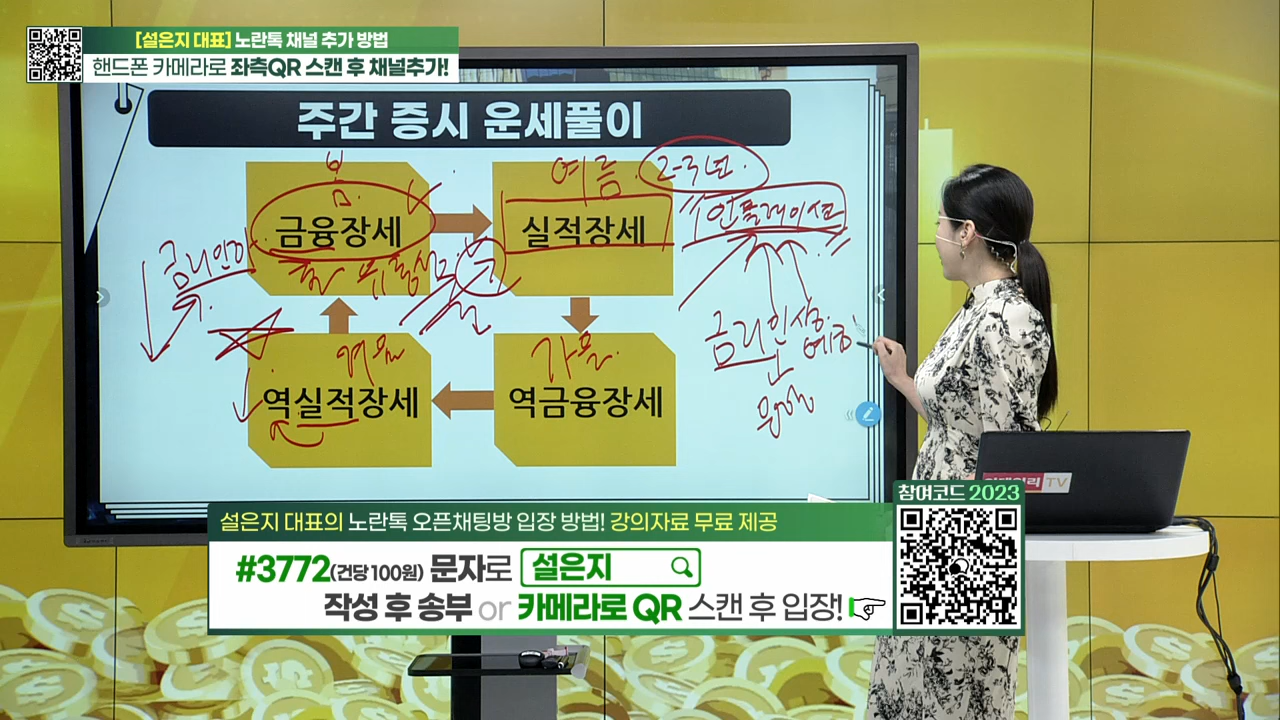 [설은지 대표] 노란톡 채널 추가 방법
핸드폰 카메라로 좌측QR 스캔 후 채널추가!
주간 증시 운세풀이
봄
여름
2-3년
금융장세
실적장세
인플레이션
금리인하
돈
금리인상
겨울
가을
역실적장세
역금융장세
TV
참여코드 2023
설은지 대표의 노란톡 오픈채팅방 입장 방법! 강의자료 무료 제공
#3772(건당 100원) 문자로 설은지
작성 후 송부 or 카메라로 QR 스캔 후 입장!